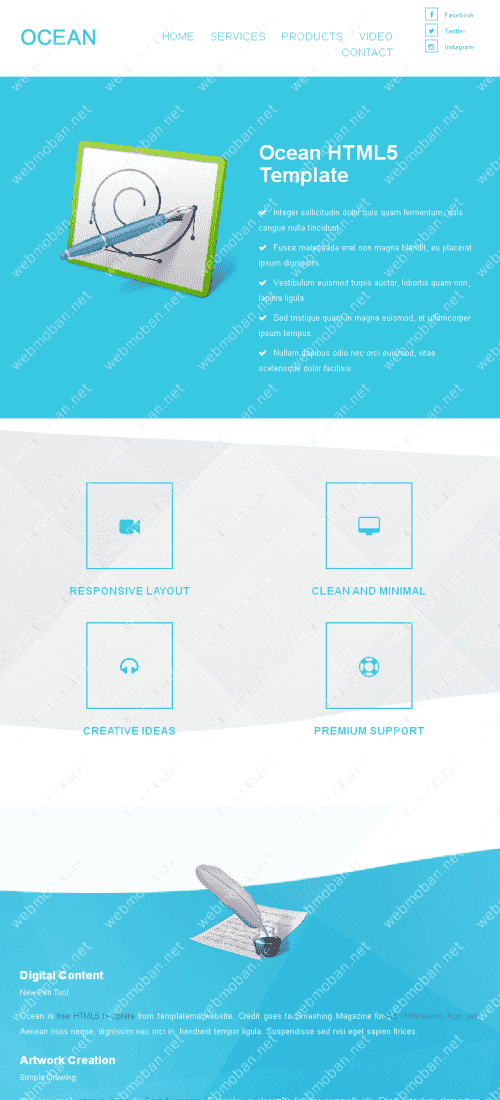 OCEAN
HOME SERVICES PRODUCTS VIDEO
CONTACT
Facebook
Twitter
Instagram
Ocean HTML5
Template
Integer sollicitudin dolor quis quam fermentum, quis
congue nulla tincidunt.
Fusce malesuada erat non magna blandit, eu placerat
ipsum dignissim.
Vestibulum euismod turpis auctor, lobortis quam non,
lacinia ligula.
Sed tristique quam in magna euismod, et ullamcorper
ipsum tempus.
Nullam dapibus odio nec orci euismod, vitae
scelerisque dolor facilisis.
RESPONSIVE LAYOUT
CLEAN AND MINIMAL
CREATIVE IDEAS
PREMIUM SUPPORT
Digital Content
New Pen Tool
Ocean is free HTML5 template from templatemo website. Credit goes to Smashing Magazine for Professions Icon set.
Aenean risus neque, dignissim nec orci in, hendrerit tempor ligula. Suspendisse sed nisi eget sapien ltrices.
Artwork Creation
Simple Drawing
webmoban.net